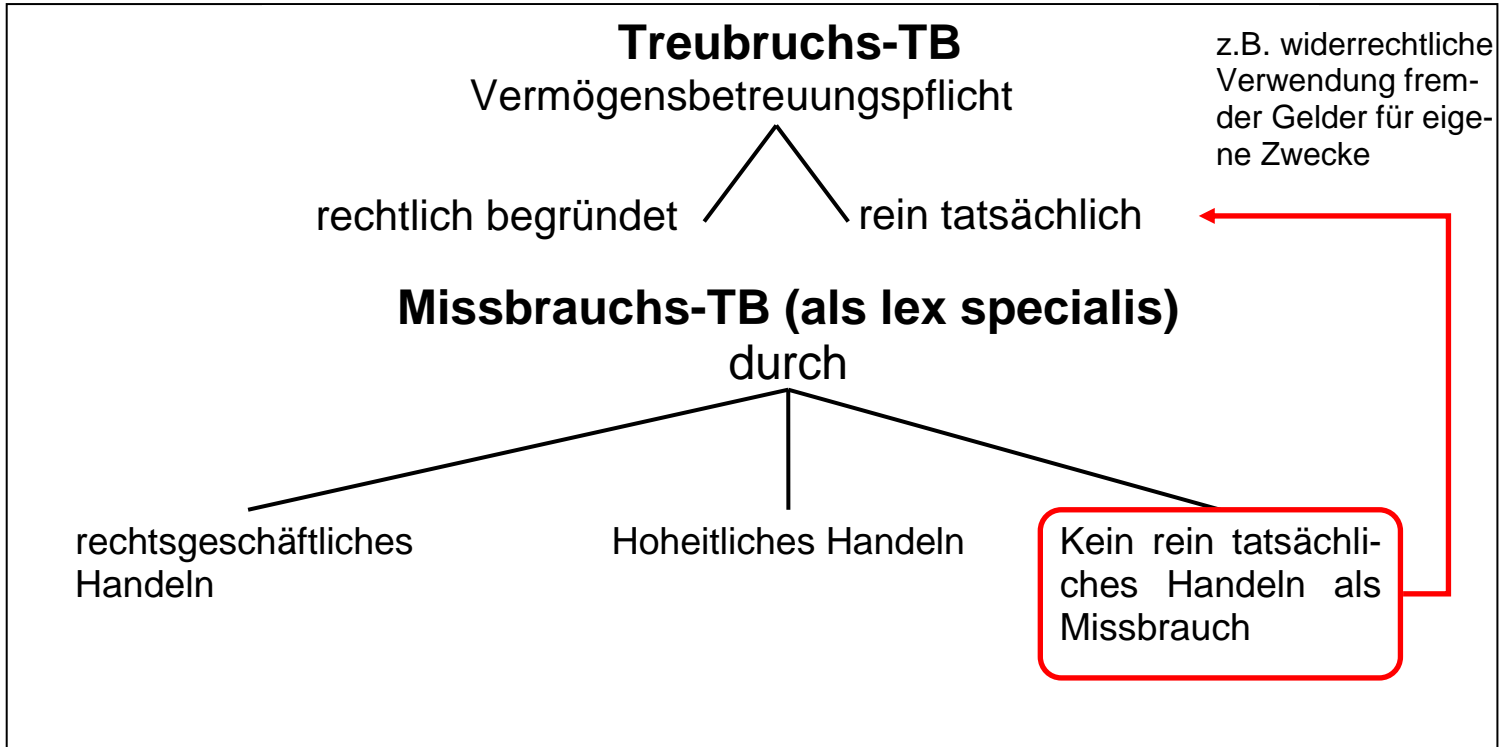 Treubruchs-TB
Vermögensbetreuungspflicht
z.B. widerrechtliche
Verwendung frem-
der Gelder für eige-
ne Zwecke
rechtlich begründet
rein tatsächlich
Missbrauchs-TB (als lex specialis)
durch
rechtsgeschäftliches
Handeln
Hoheitliches Handeln
Kein rein tatsächli-
ches Handeln als
Missbrauch